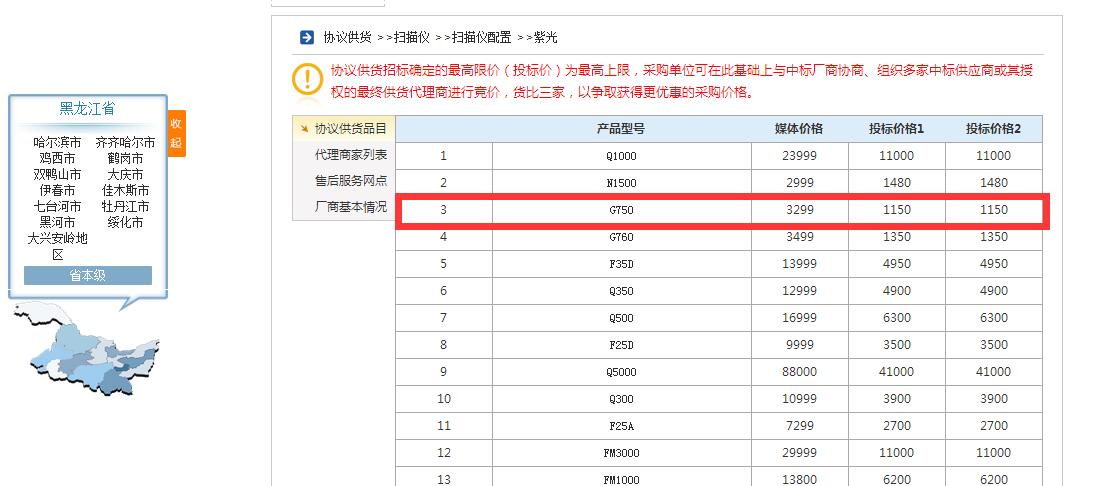 黑龙江省
收起
哈尔滨市 齐齐哈尔市
鸡西市 鹤岗市
双鸭山市 大庆市
伊春市 佳木斯市
七台河市 牡丹江市
黑河市 绥化市
大兴安岭地
区
省本级
协议供货 >>扫描仪 >>扫描仪配置 >>紫光
协议供货招标确定的最高限价（投标价）为最高上限，采购单位可在此基础上与中标厂商协商、组织多家中标供应商或其授
权的最终供货代理商进行竞价，货比三家，以争取获得更优惠的采购价格。
协议供货品目
代理商家列表
售后服务网点
厂商基本情况
产品型号 媒体价格 投标价格1 投标价格2
1 Q1000 23999 11000 11000
2 N1500 2999 1480 1480
3 G750 3299 1150 1150
4 G760 3499 1350 1350
5 F35D 13999 4950 4950
6 Q350 12999 4900 4900
7 Q500 16999 6300 6300
8 F25D 9999 3500 3500
9 Q5000 88000 41000 41000
10 Q300 10999 3900 3900
11 F25A 7299 2700 2700
12 FM3000 29999 11000 11000
13 FM1000 13800 6200 6200